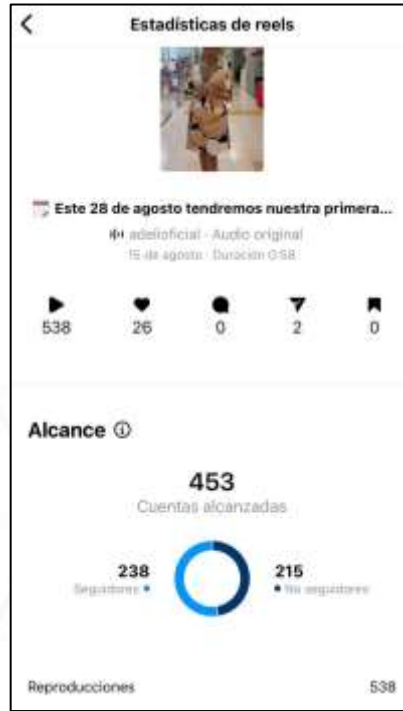 Estadísticas de reels
Este 28 de agosto tendremos nuestra primera...
adelioficial · Audio original
15 de agosto · Duración 0:58
538 26 0 2 0
Alcance
453
Cuentas alcanzadas
238 215
Seguidores No seguidores
Reproducciones 538